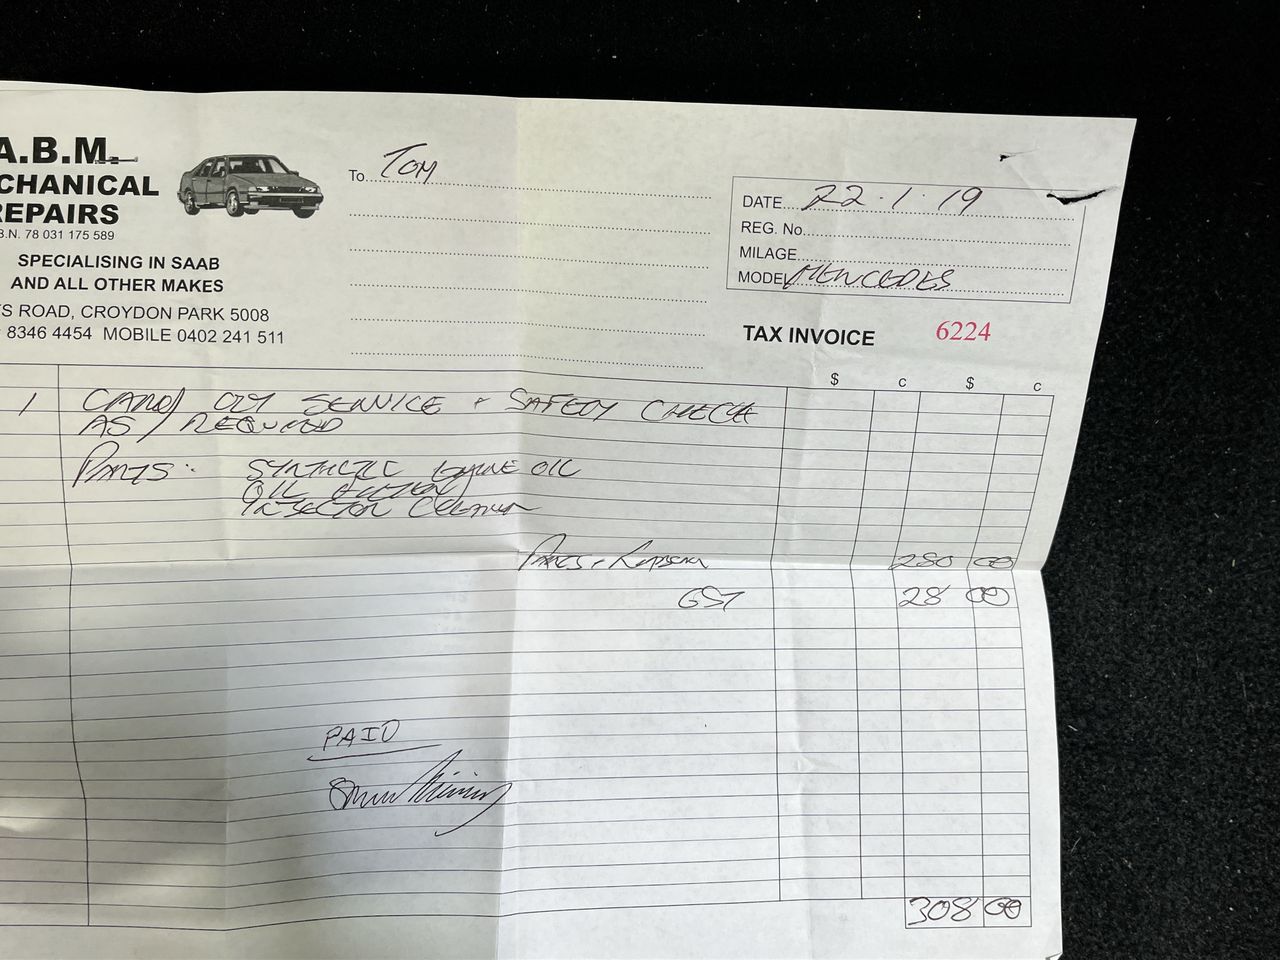 A.B.M.
CHANICAL
REPAIRS
B.N. 78 031 175 589
SPECIALISING IN SAAB
AND ALL OTHER MAKES
S ROAD, CROYDON PARK 5008
8346 4454 MOBILE 0402 241 511
To TOM
DATE 22.1.19
REG. No.
MILAGE
MODEL MERCEDES
TAX INVOICE 6224
$ c $ c
1 CARRY OUT SERVICE + SAFETY CHECK
AS REQUIRED
PARTS: SYNTHETIC ENGINE OIL
OIL FILTER
INJECTOR CLEANER
PARTS + LABOUR 280 00
GST 28 00
PAID
308 00